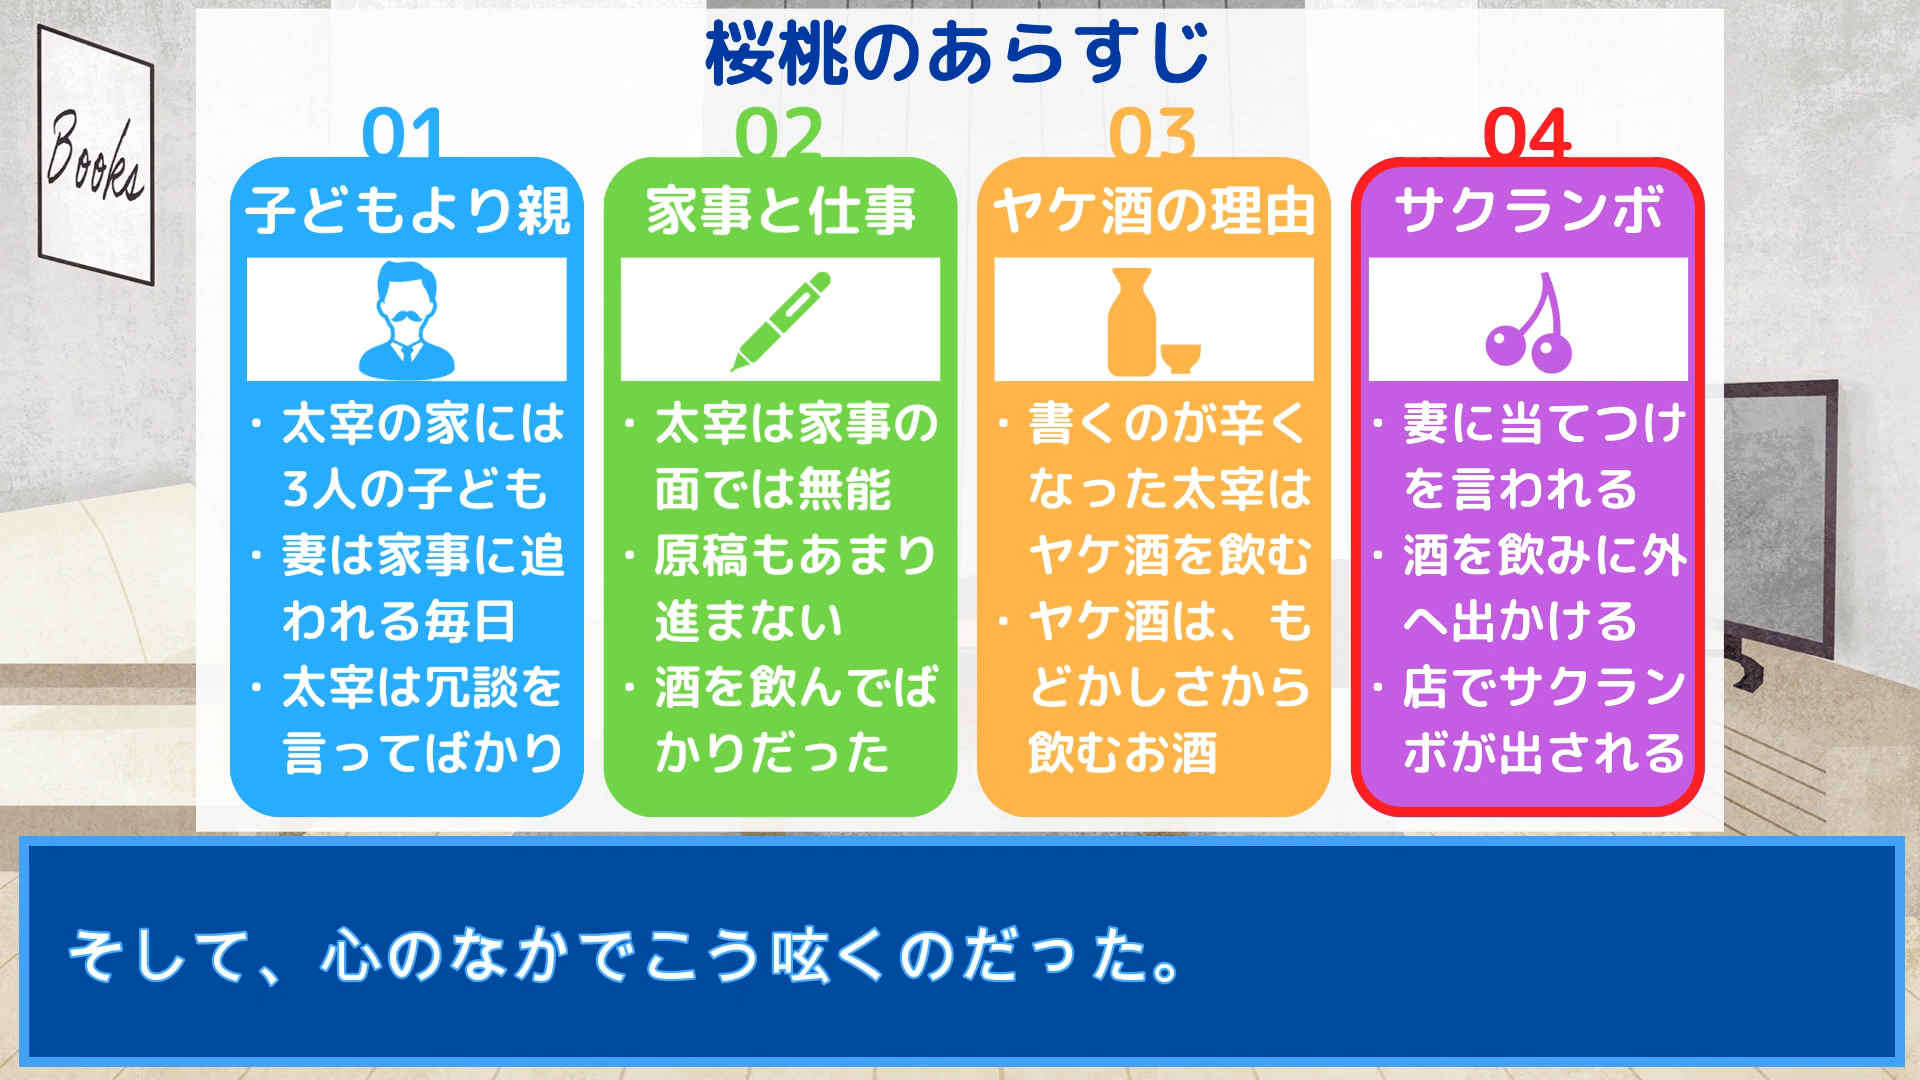 Books
桜桃のあらすじ
01
子どもより親
・太宰の家には
3人の子ども
・妻は家事に追
われる毎日
・太宰は冗談を
言ってばかり
02
家事と仕事
・太宰は家事の
面では無能
・原稿もあまり
進まない
・酒を飲んでば
かりだった
03
ヤケ酒の理由
・書くのが辛く
なった太宰は
ヤケ酒を飲む
・ヤケ酒は、も
どかしさから
飲むお酒
04
サクランボ
・妻に当てつけ
を言われる
・酒を飲みに外
へ出かける
・店でサクラン
ボが出される
そして、心のなかでこう呟くのだった。